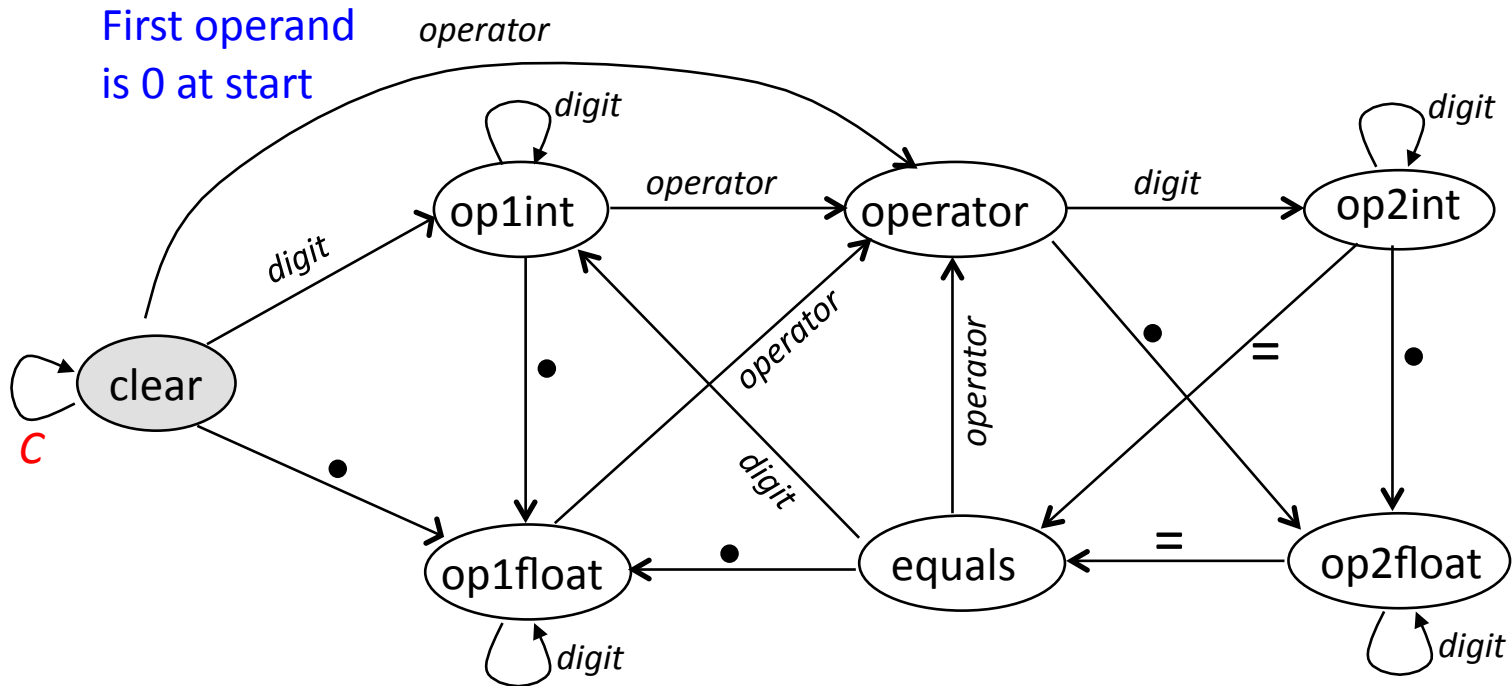 First operand
is 0 at start
operator
digit
digit
operator
digit
op1int
operator
op2int
digit
operator
operator
=
clear
C
digit
=
op1float
equals
op2float
digit
digit